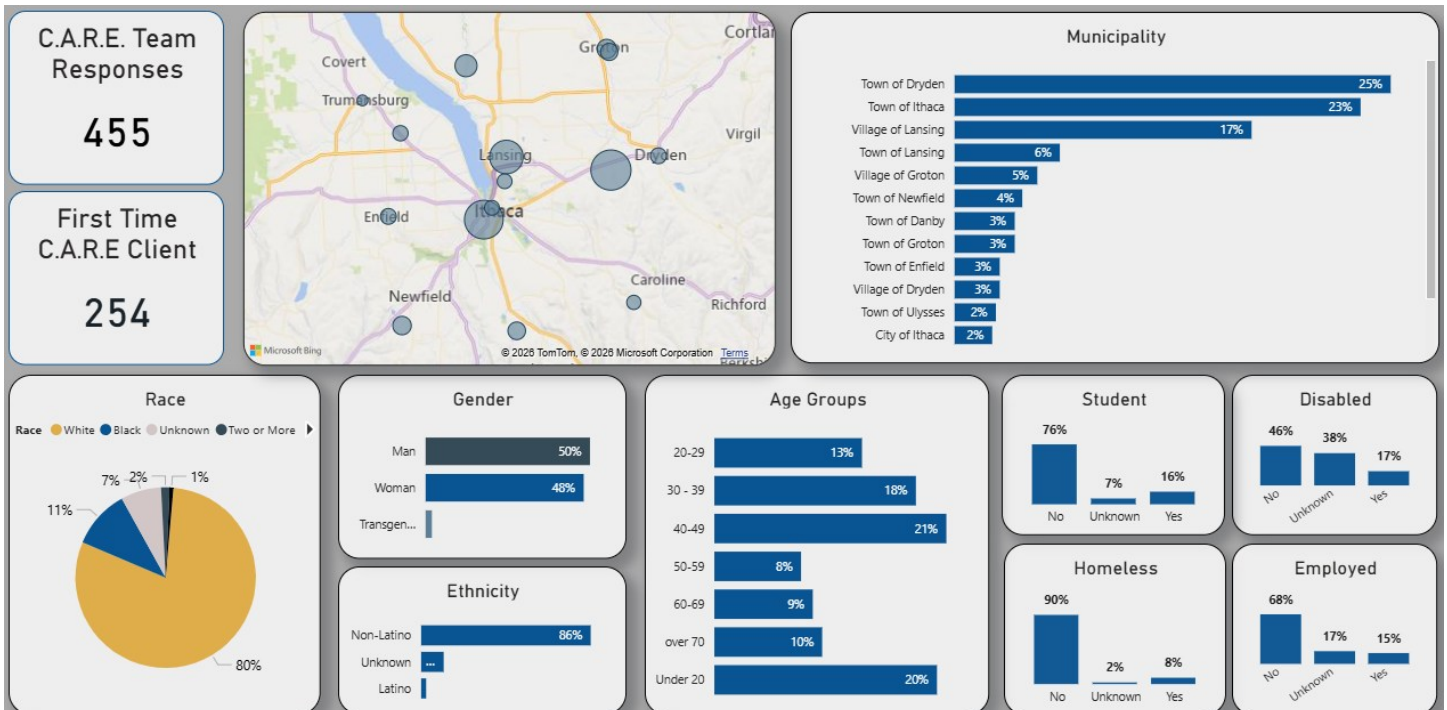 C.A.R.E. Team
Responses
455
First Time
C.A.R.E Client
254
Covert
Groton
Cortlan
Trumansburg
Virgil
Lansing
Dryden
Enfield
Ithaca
Caroline
Newfield
Richford
Microsoft Bing
© 2026 TomTom, © 2026 Microsoft Corporation Terms
Berkshi
Municipality
Town of Dryden 25%
Town of Ithaca 23%
Village of Lansing 17%
Town of Lansing 6%
Village of Groton 5%
Town of Newfield 4%
Town of Danby 3%
Town of Groton 3%
Town of Enfield 3%
Village of Dryden 3%
Town of Ulysses 2%
City of Ithaca 2%
Race
Race White Black Unknown Two or More
7% 2% 1%
11%
80%
Gender
Man 50%
Woman 48%
Transgen...
Ethnicity
Non-Latino 86%
Unknown ...
Latino
Age Groups
20-29 13%
30 - 39 18%
40-49 21%
50-59 8%
60-69 9%
over 70 10%
Under 20 20%
Student
76% 7% 16%
No Unknown Yes
Disabled
46% 38% 17%
No Unknown Yes
Homeless
90% 2% 8%
No Unknown Yes
Employed
68% 17% 15%
No Unknown Yes